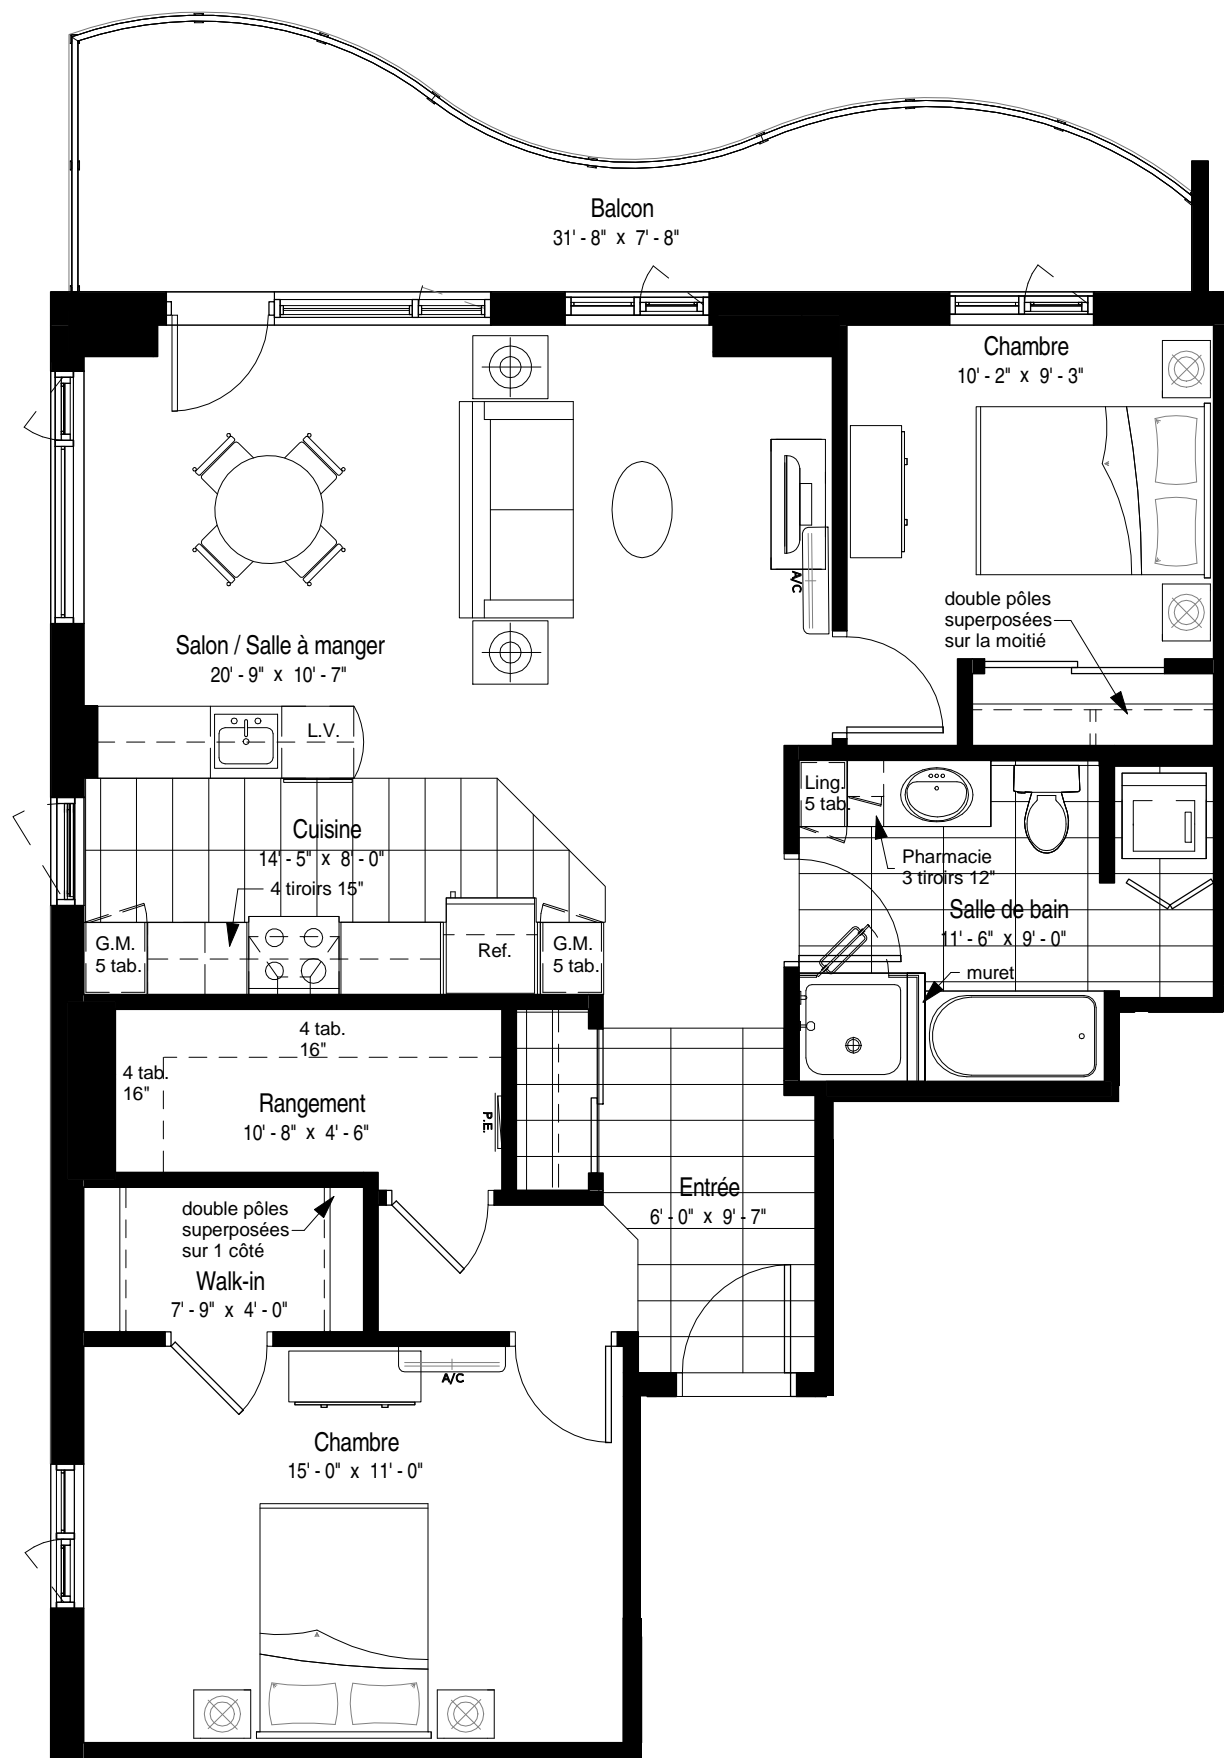 Balcon
31' - 8" x 7' - 8"
Chambre
10' - 2" x 9' - 3"
A/C
double pôles
superposées
sur la moitié
Salon / Salle à manger
20' - 9" x 10' - 7"
L.V.
Ling.
5 tab.
Cuisine
14' - 5" x 8' - 0"
4 tiroirs 15"
Pharmacie
3 tiroirs 12"
Salle de bain
11' - 6" x 9' - 0"
G.M.
5 tab.
Ref.
G.M.
5 tab.
muret
4 tab.
16"
4 tab.
16"
Rangement
10' - 8" x 4' - 6"
P.E.
Entrée
6' - 0" x 9' - 7"
double pôles
superposées
sur 1 côté
Walk-in
7' - 9" x 4' - 0"
A/C
Chambre
15' - 0" x 11' - 0"